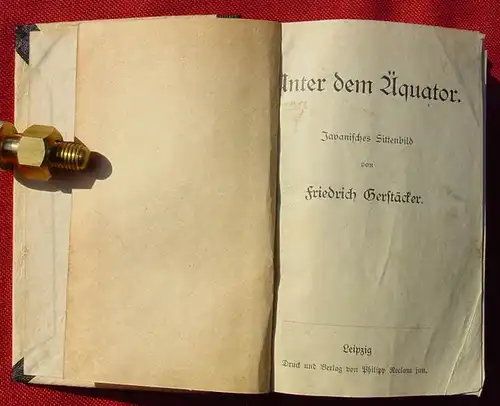 Unter dem Äquator.
Javanisches Sittenbild
von
Friedrich Gerstäcker.
Leipzig
Druck und Verlag von Philipp Reclam jun.